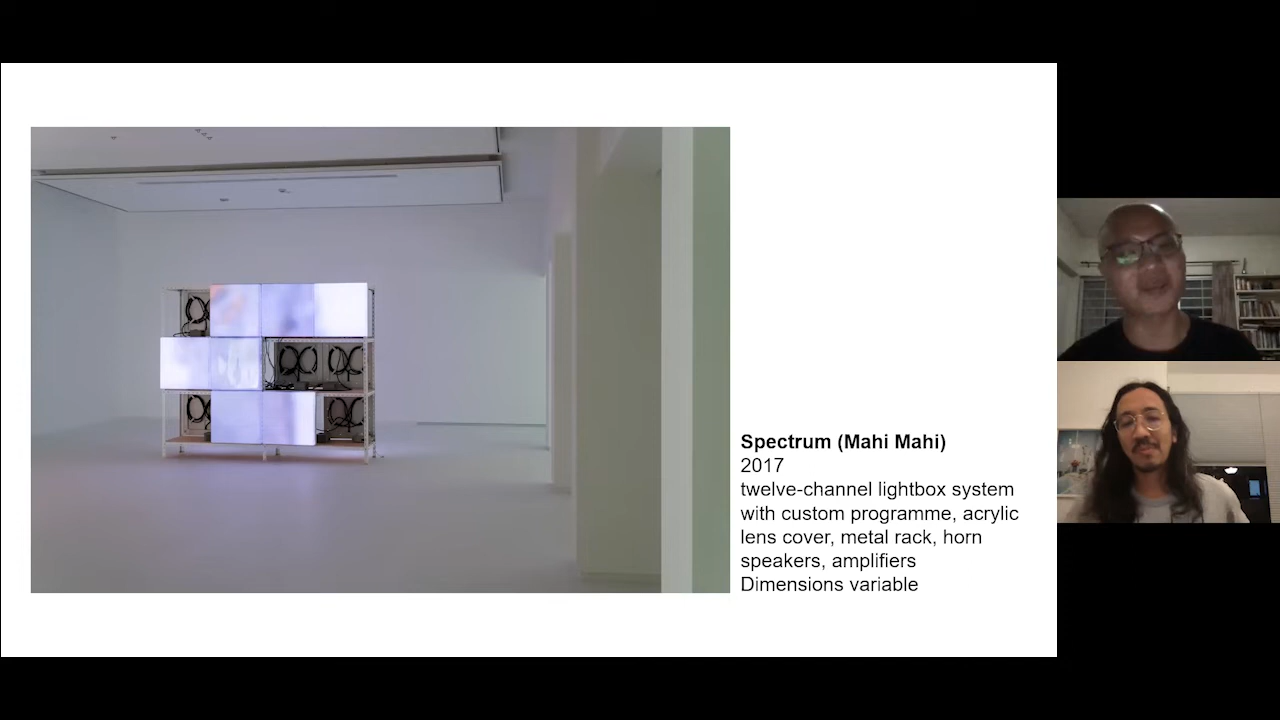 Spectrum (Mahi Mahi)
2017
twelve-channel lightbox system
with custom programme, acrylic
lens cover, metal rack, horn
speakers, amplifiers
Dimensions variable